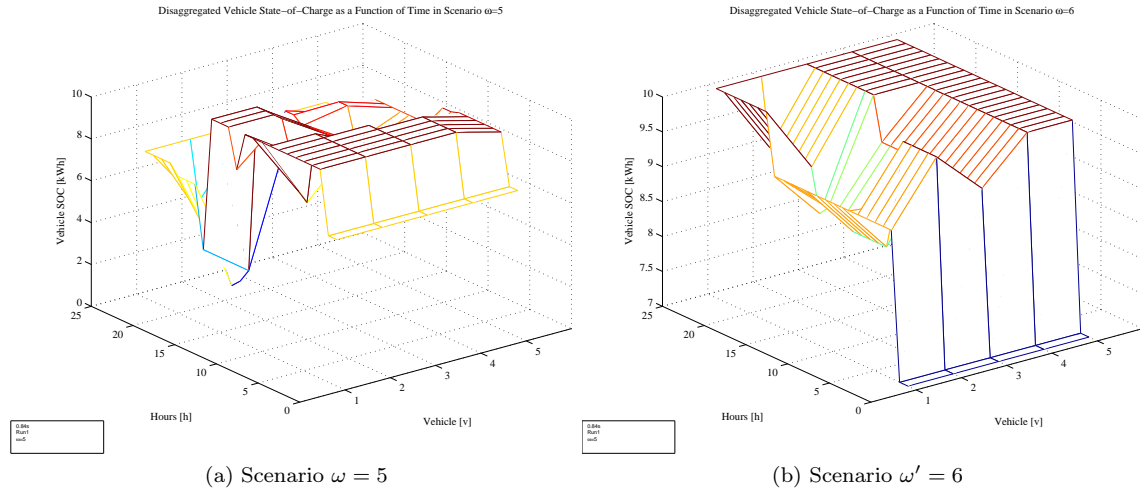 Disaggregated Vehicle State−of−Charge as a Function of Time in Scenario ω=5
10
8
6
4
2
0
Vehicle SOC [kWh]
25
20
15
10
5
0
Hours [h]
1
2
3
4
5
Vehicle [v]
0.84e
Run1
ω=5
(a) Scenario ω = 5
Disaggregated Vehicle State−of−Charge as a Function of Time in Scenario ω=6
10
9.5
9
8.5
8
7.5
7
Vehicle SOC [kWh]
25
20
15
10
5
0
Hours [h]
1
2
3
4
5
Vehicle [v]
0.84e
Run1
ω=5
(b) Scenario ω′ = 6